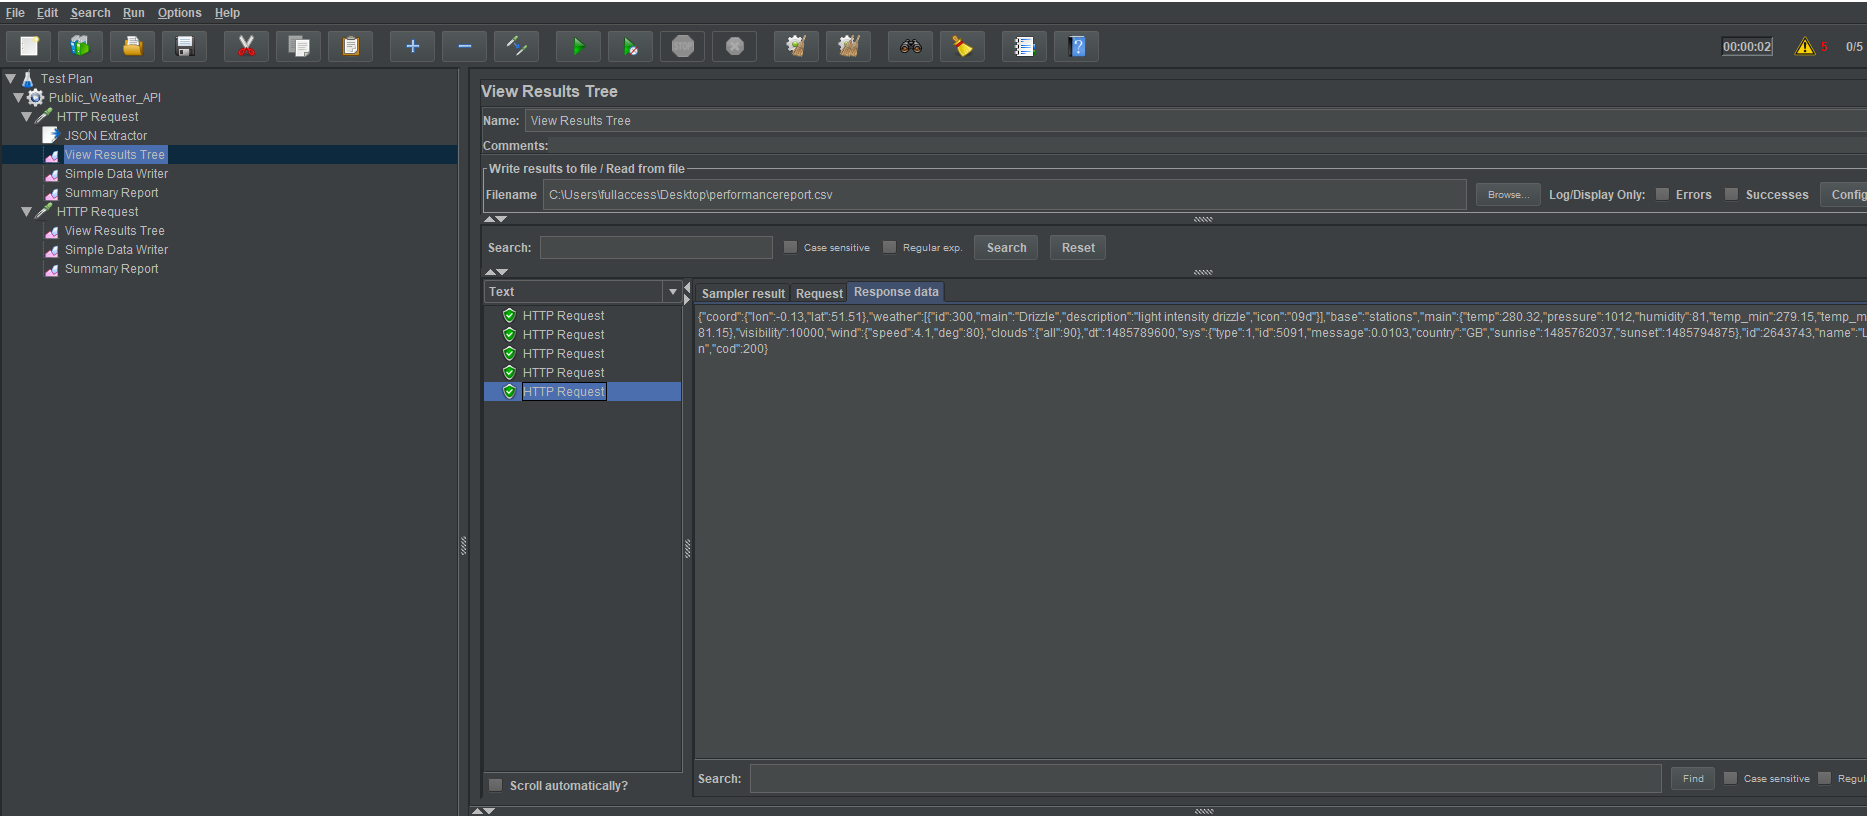 File Edit Search Run Options Help
STOP
00:00:02 5 0/5
Test Plan
Public_Weather_API
HTTP Request
JSON Extractor
View Results Tree
Simple Data Writer
Summary Report
HTTP Request
View Results Tree
Simple Data Writer
Summary Report
View Results Tree
Name: View Results Tree
Comments:
Write results to file / Read from file
Filename C:\Users\fullaccess\Desktop\performancereport.csv Browse... Log/Display Only: Errors Successes Config
Search: Case sensitive Regular exp. Search Reset
Text
HTTP Request
HTTP Request
HTTP Request
HTTP Request
HTTP Request
Scroll automatically?
Sampler result Request Response data
{"coord":{"lon":-0.13,"lat":51.51},"weather":[{"id":300,"main":"Drizzle","description":"light intensity drizzle","icon":"09d"}],"base":"stations","main":{"temp":280.32,"pressure":1012,"humidity":81,"temp_min":279.15,"temp_m
81.15},"visibility":10000,"wind":{"speed":4.1,"deg":80},"clouds":{"all":90},"dt":1485789600,"sys":{"type":1,"id":5091,"message":0.0103,"country":"GB","sunrise":1485762037,"sunset":1485794875},"id":2643743,"name":"L
n","cod":200}
Search: Find Case sensitive Regul